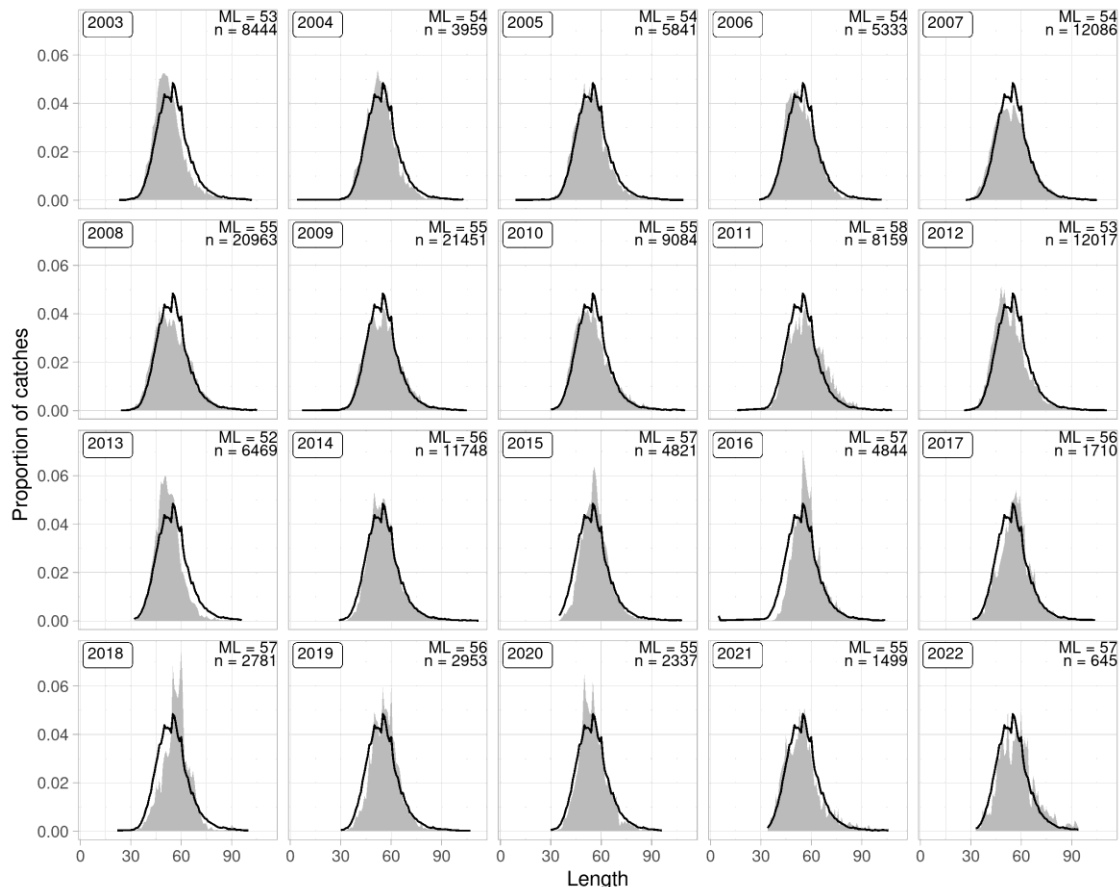 2003 ML = 53
n = 8444
2004 ML = 54
n = 3959
2005 ML = 54
n = 5841
2006 ML = 54
n = 5333
2007 ML = 54
n = 12086
2008 ML = 55
n = 20963
2009 ML = 55
n = 21451
2010 ML = 55
n = 9084
2011 ML = 58
n = 8159
2012 ML = 53
n = 12017
2013 ML = 52
n = 6469
2014 ML = 56
n = 11748
2015 ML = 57
n = 4821
2016 ML = 57
n = 4844
2017 ML = 56
n = 1710
2018 ML = 57
n = 2781
2019 ML = 56
n = 2953
2020 ML = 55
n = 2337
2021 ML = 55
n = 1499
2022 ML = 57
n = 645
0.06
0.04
0.02
0.00
0.06
0.04
0.02
0.00
0.06
0.04
0.02
0.00
0.06
0.04
0.02
0.00
Proportion of catches
0 30 60 90 0 30 60 90 0 30 60 90 0 30 60 90 0 30 60 90
Length